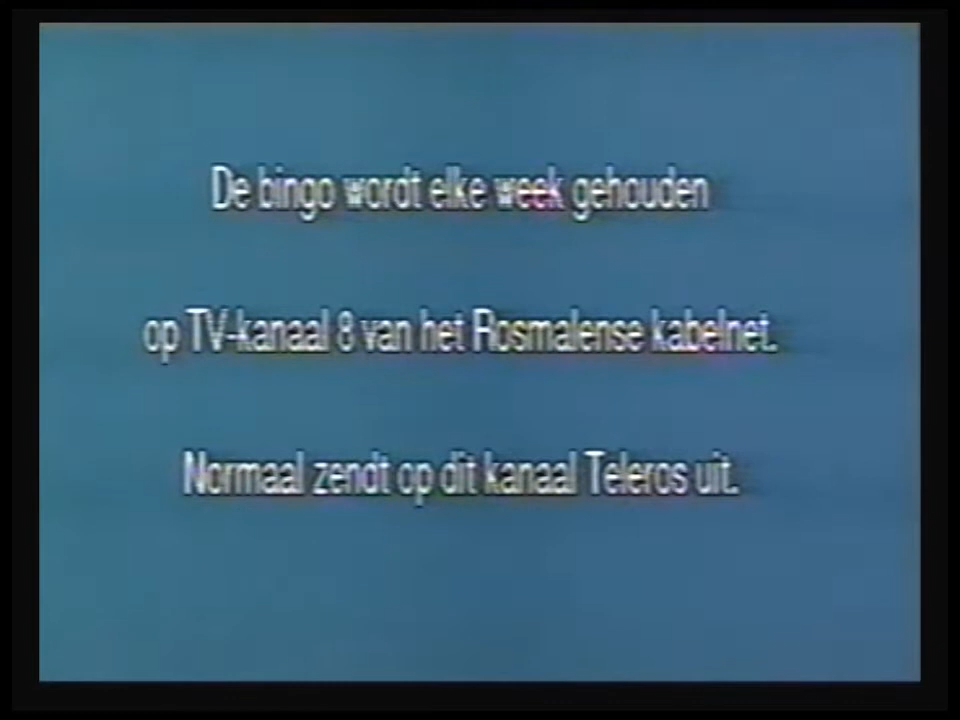 De bingo wordt elke week gehouden
op TV-kanaal 8 van het Rosmalense kabelnet.
Normaal zendt op dit kanaal Teleros uit.